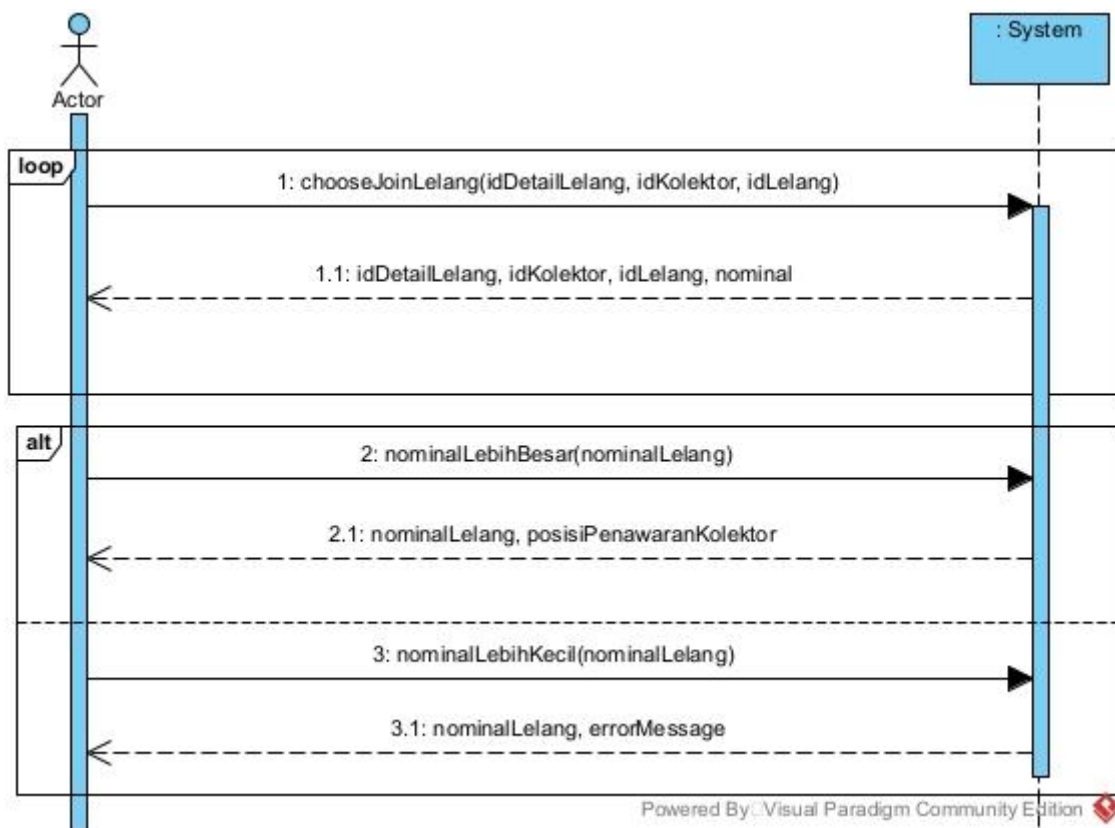 : System
Actor
loop
1: chooseJoinLelang(idDetailLelang, idKolektor, idLelang)
1.1: idDetailLelang, idKolektor, idLelang, nominal
alt
2: nominalLebihBesar(nominalLelang)
2.1: nominalLelang, posisiPenawaranKolektor
3: nominalLebihKecil(nominalLelang)
3.1: nominalLelang, errorMessage
Powered By Visual Paradigm Community Edition